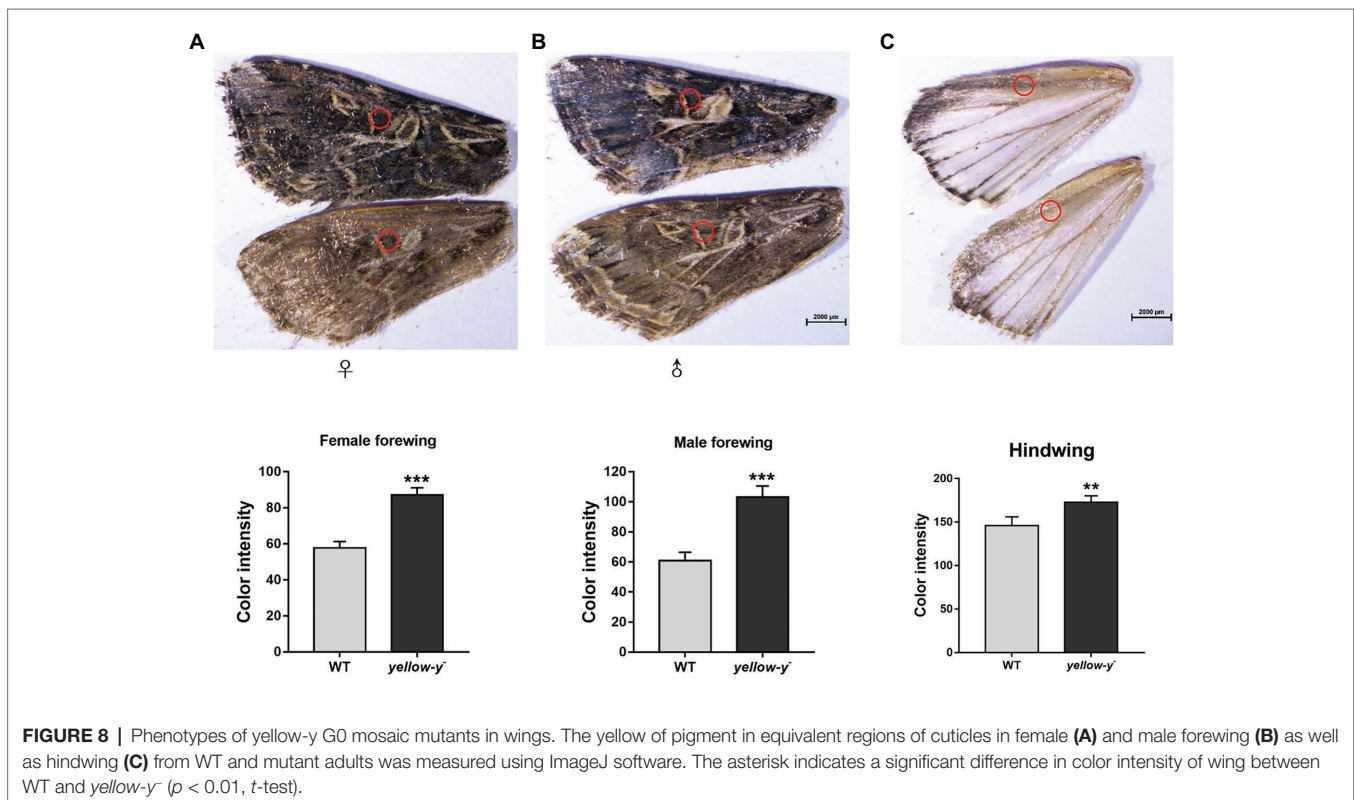 A
B
C
2000 µm
2000 µm
♀
♂
Female forewing
Color intensity
100
80
60
40
20
0
***
WT
yellow-y⁻
Male forewing
Color intensity
120
100
80
60
40
20
0
***
WT
yellow-y⁻
Hindwing
Color intensity
200
150
100
50
0
**
WT
yellow-y⁻
FIGURE 8 | Phenotypes of yellow-y G0 mosaic mutants in wings. The yellow of pigment in equivalent regions of cuticles in female (A) and male forewing (B) as well
as hindwing (C) from WT and mutant adults was measured using ImageJ software. The asterisk indicates a significant difference in color intensity of wing between
WT and yellow-y⁻ (p < 0.01, t-test).